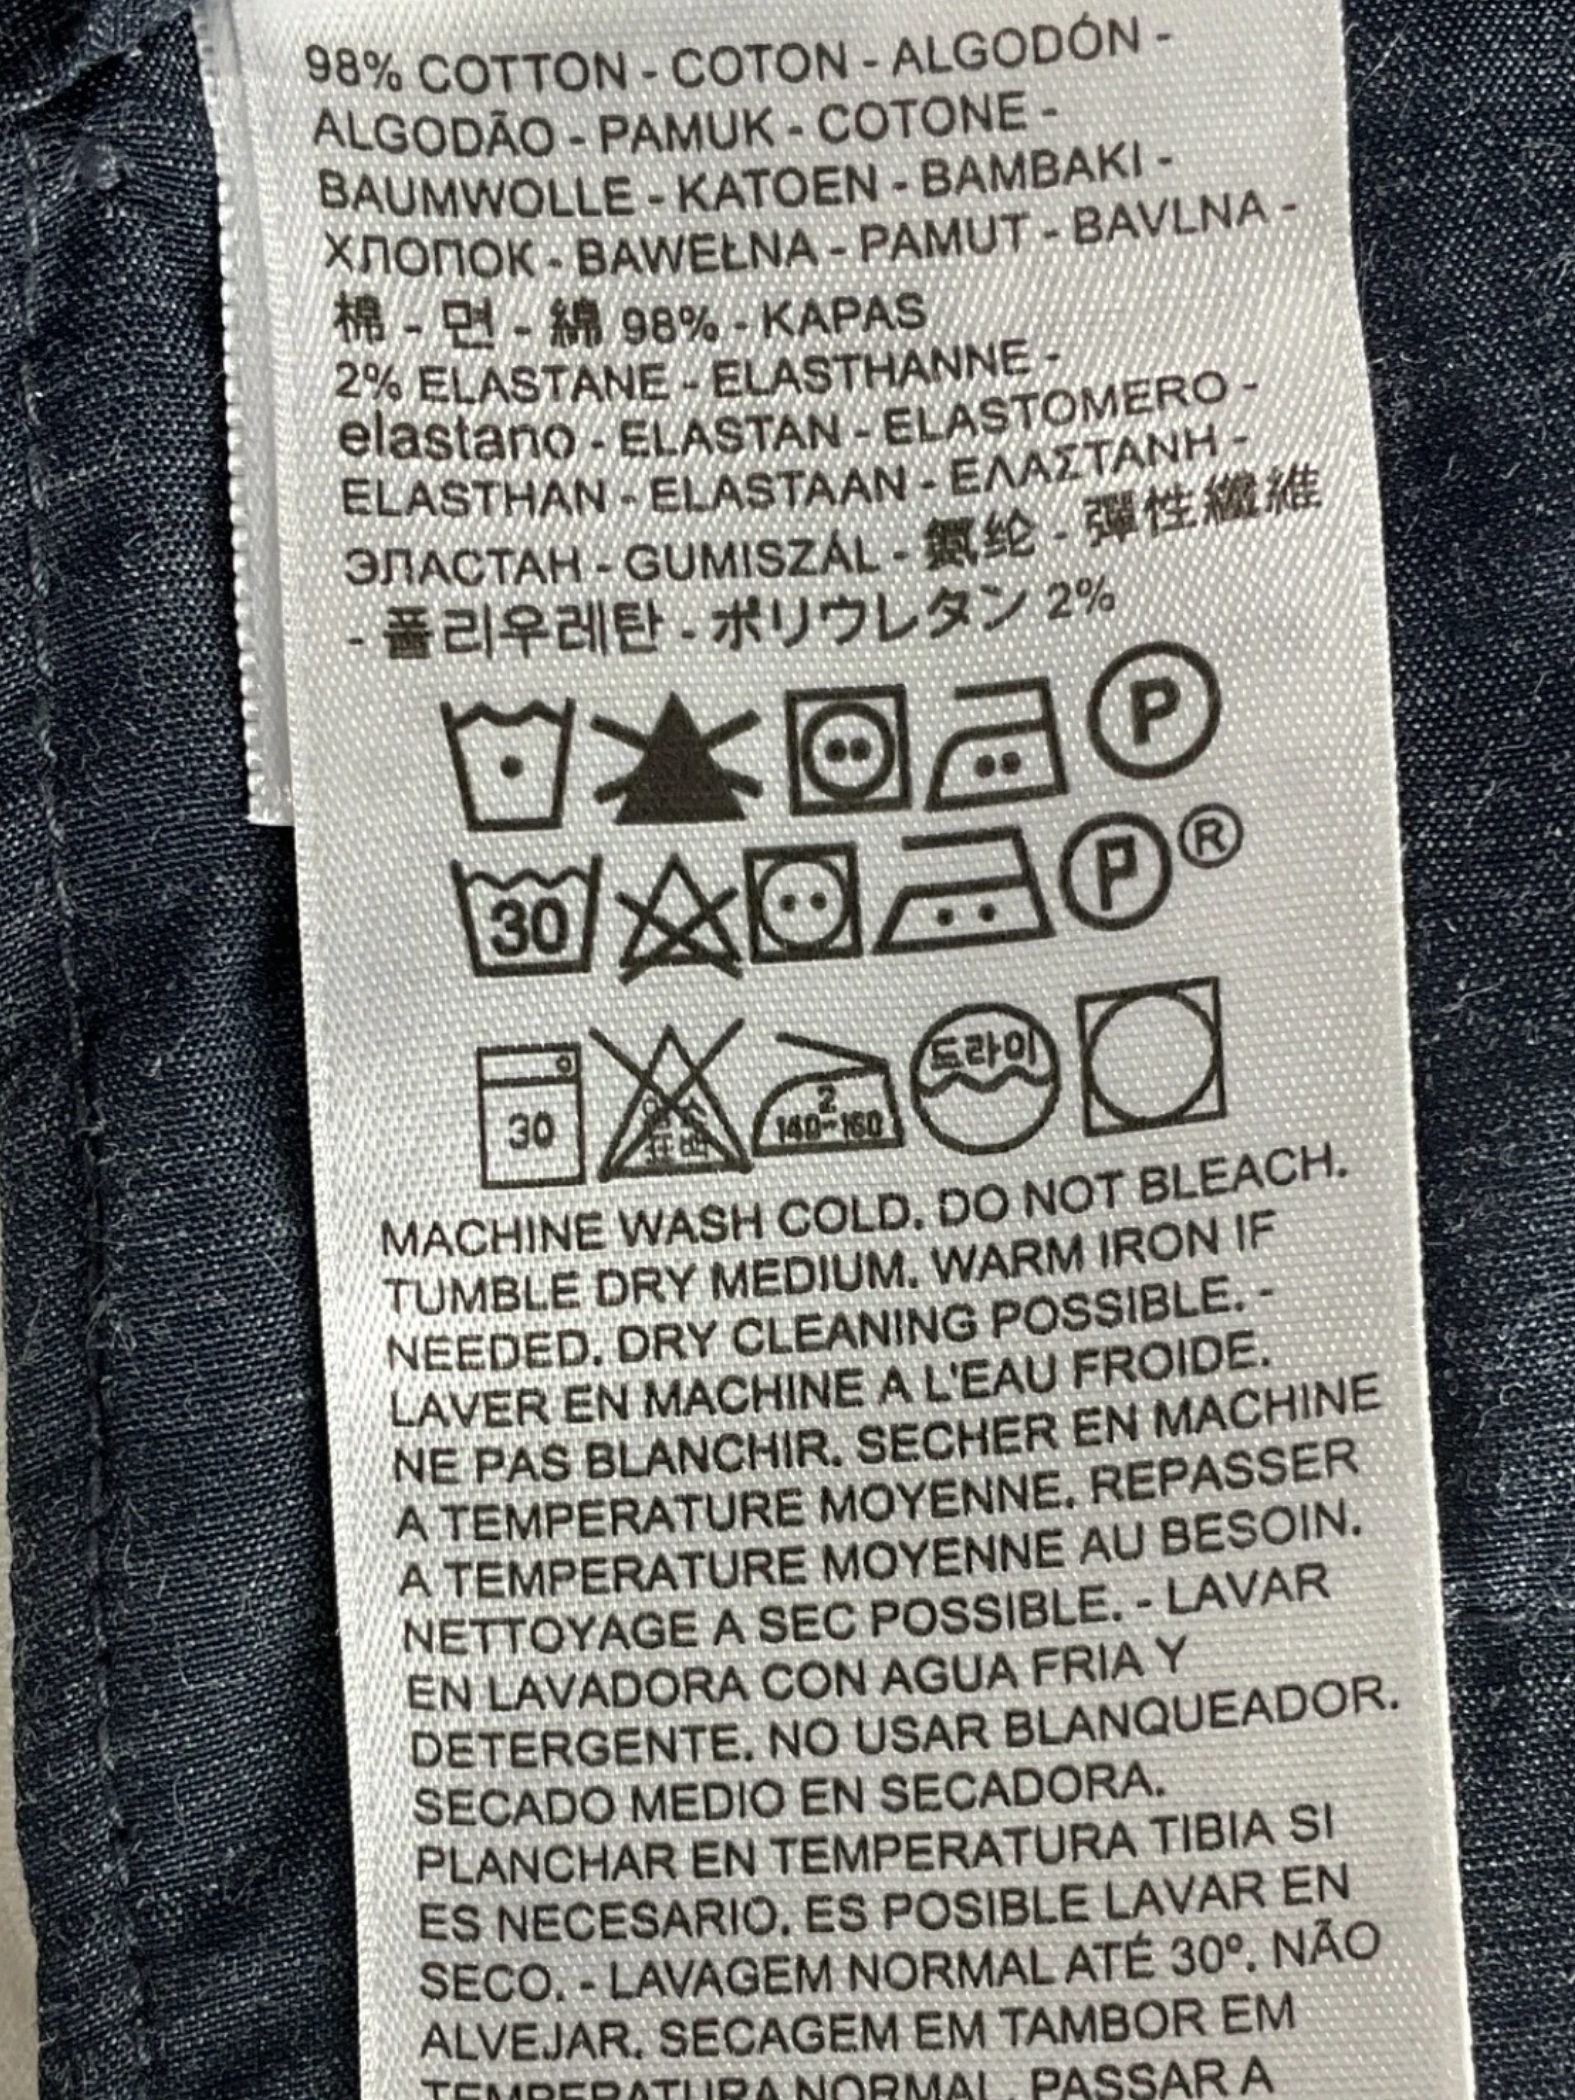 98% COTTON - COTON - ALGODÓN -
ALGODÃO - PAMUK - COTONE -
BAUMWOLLE - KATOEN - BAMBAKI -
ХЛОПОК - BAWEŁNA - PAMUT - BAVLNA -
棉 - 면 - 綿 98% - KAPAS
2% ELASTANE - ELASTHANNE -
elastano - ELASTAN - ELASTOMERO -
ELASTHAN - ELASTAAN - ΕΛΑΣΤΑΝΗ -
ЭЛАСТАН - GUMISZÁL - 氨纶 - 彈性纖維
- 폴리우레탄 - ポリウレタン 2%
P
30 P ®
30 2 140~160 드라이
MACHINE WASH COLD. DO NOT BLEACH.
TUMBLE DRY MEDIUM. WARM IRON IF
NEEDED. DRY CLEANING POSSIBLE. -
LAVER EN MACHINE A L'EAU FROIDE.
NE PAS BLANCHIR. SECHER EN MACHINE
A TEMPERATURE MOYENNE. REPASSER
A TEMPERATURE MOYENNE AU BESOIN.
NETTOYAGE A SEC POSSIBLE. - LAVAR
EN LAVADORA CON AGUA FRIA Y
DETERGENTE. NO USAR BLANQUEADOR.
SECADO MEDIO EN SECADORA.
PLANCHAR EN TEMPERATURA TIBIA SI
ES NECESARIO. ES POSIBLE LAVAR EN
SECO. - LAVAGEM NORMAL ATÉ 30º. NÃO
ALVEJAR. SECAGEM EM TAMBOR EM
TEMPERATURA NORMAL. PASSAR A